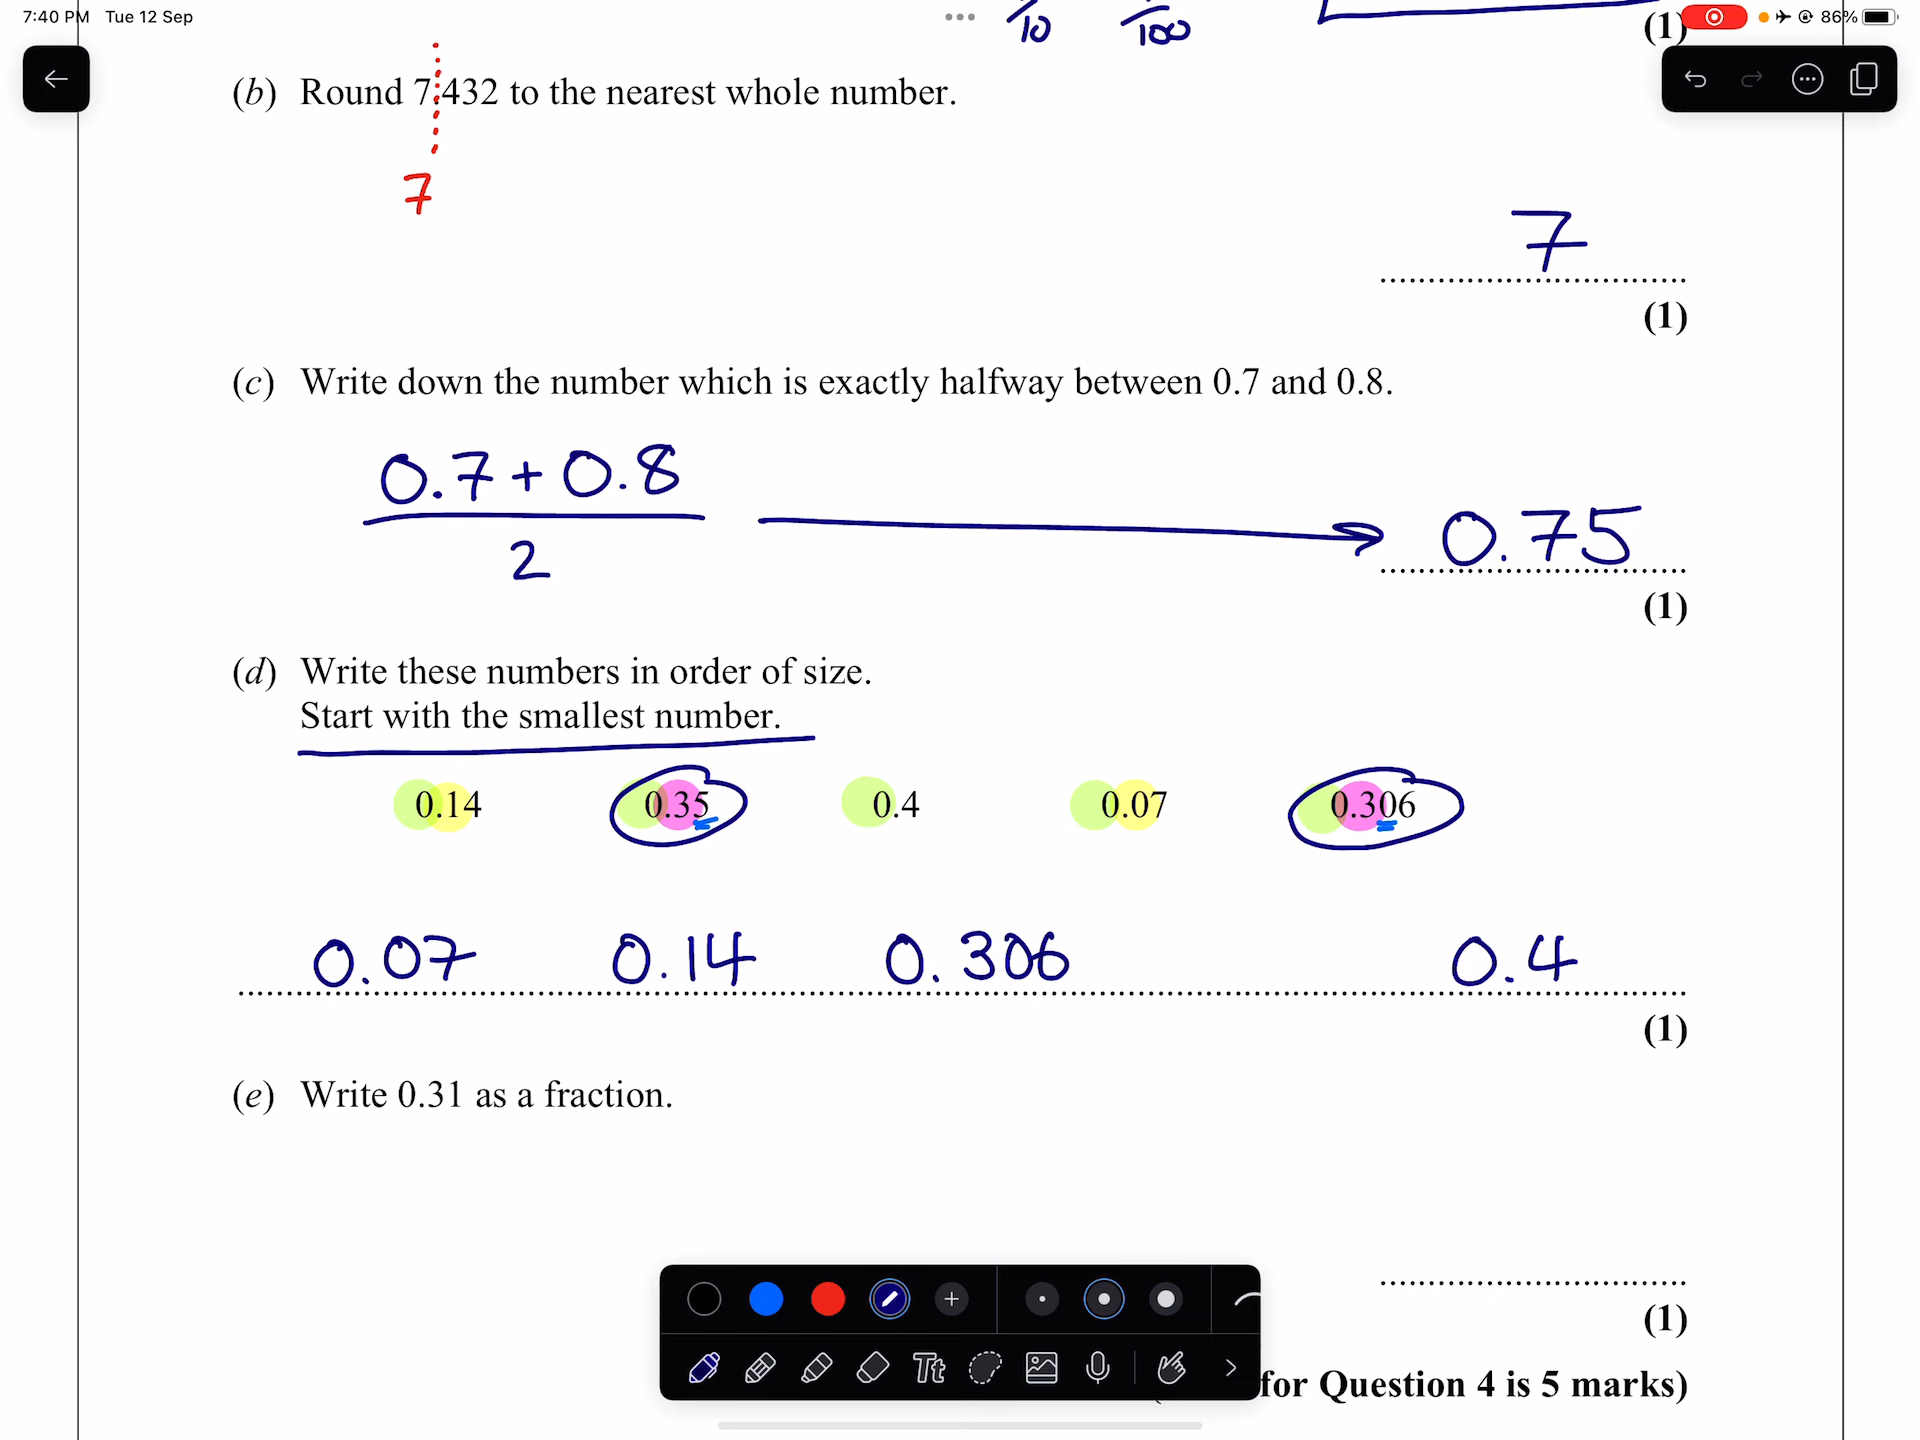 7:40 PM Tue 12 Sep
86%
10 100
(1)
(b) Round 7.432 to the nearest whole number.
7
7
(1)
(c) Write down the number which is exactly halfway between 0.7 and 0.8.
0.7 + 0.8
2
0.75
(1)
(d) Write these numbers in order of size.
Start with the smallest number.
0.14 0.35 0.4 0.07 0.306
0.07 0.14 0.306 0.4
(1)
(e) Write 0.31 as a fraction.
(1)
Tt
for Question 4 is 5 marks)